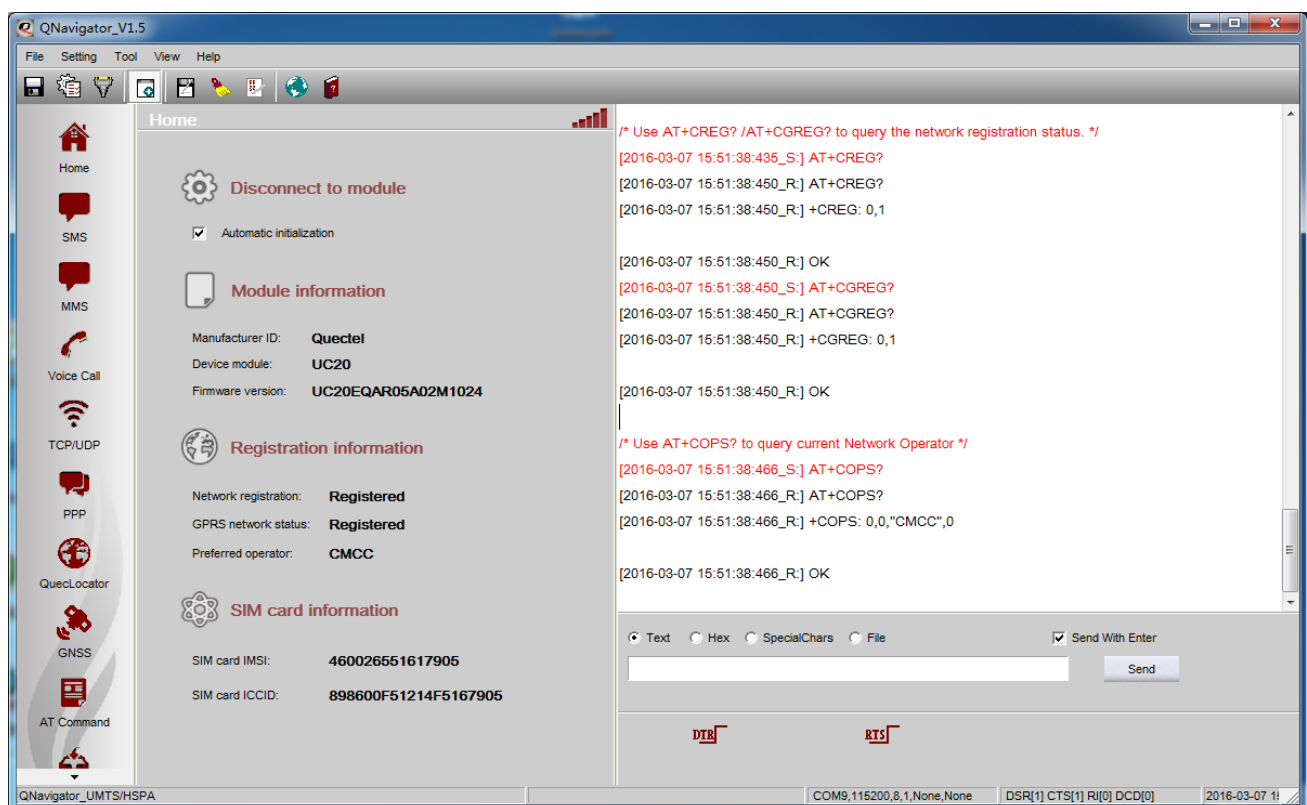 QNavigator_V1.5
File Setting Tool View Help
Home
SMS
MMS
Voice Call
TCP/UDP
PPP
QuecLocator
GNSS
AT Command
Home
Disconnect to module
Automatic initialization
Module information
Manufacturer ID: Quectel
Device module: UC20
Firmware version: UC20EQAR05A02M1024
Registration information
Network registration: Registered
GPRS network status: Registered
Preferred operator: CMCC
SIM card information
SIM card IMSI: 460026551617905
SIM card ICCID: 898600F51214F5167905
/* Use AT+CREG? /AT+CGREG? to query the network registration status. */
[2016-03-07 15:51:38:435_S:] AT+CREG?
[2016-03-07 15:51:38:450_R:] AT+CREG?
[2016-03-07 15:51:38:450_R:] +CREG: 0,1
[2016-03-07 15:51:38:450_R:] OK
[2016-03-07 15:51:38:450_S:] AT+CGREG?
[2016-03-07 15:51:38:450_R:] AT+CGREG?
[2016-03-07 15:51:38:450_R:] +CGREG: 0,1
[2016-03-07 15:51:38:450_R:] OK
/* Use AT+COPS? to query current Network Operator */
[2016-03-07 15:51:38:466_S:] AT+COPS?
[2016-03-07 15:51:38:466_R:] AT+COPS?
[2016-03-07 15:51:38:466_R:] +COPS: 0,0,"CMCC",0
[2016-03-07 15:51:38:466_R:] OK
Text Hex SpecialChars File Send With Enter
Send
DTR RTS
QNavigator_UMTS/HSPA COM9,115200,8,1,None,None DSR[1] CTS[1] RI[0] DCD[0] 2016-03-07